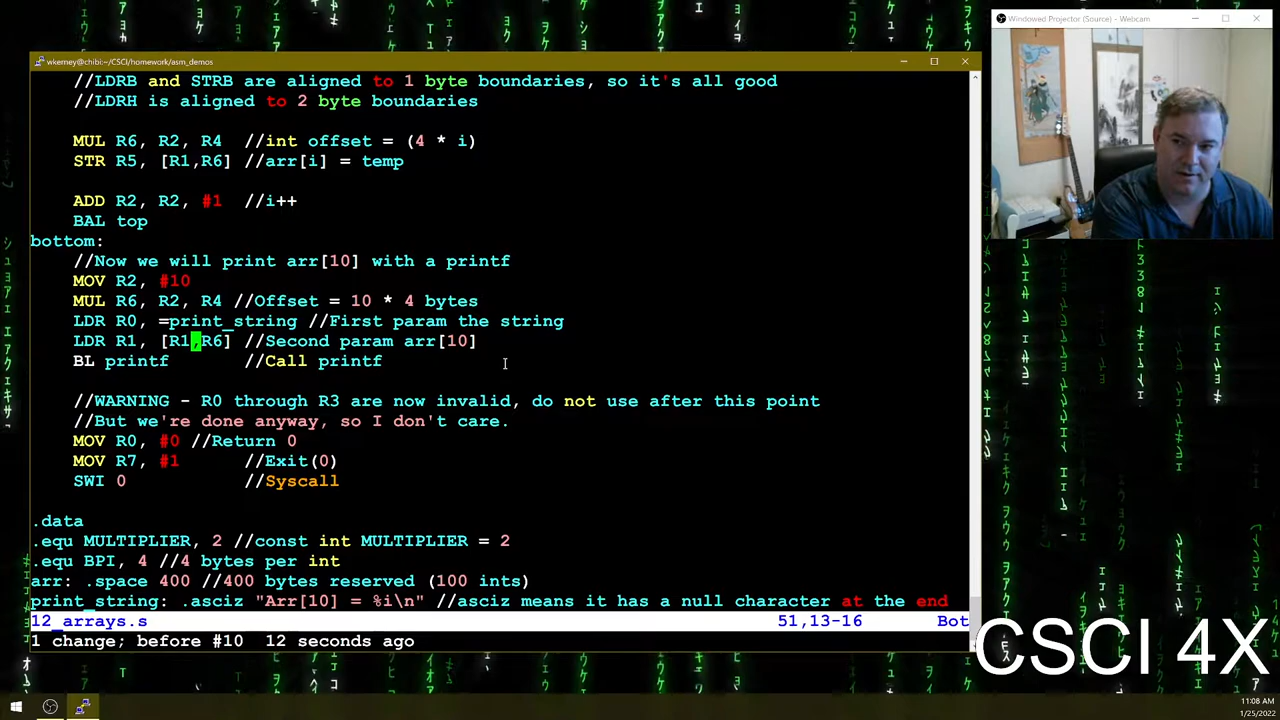 Windowed Projector (Source) - Webcam
wkerney@chibi:~/CSCI/homework/asm_demos
//LDRB and STRB are aligned to 1 byte boundaries, so it's all good
//LDRH is aligned to 2 byte boundaries
MUL R6, R2, R4 //int offset = (4 * i)
STR R5, [R1,R6] //arr[i] = temp
ADD R2, R2, #1 //i++
BAL top
bottom:
//Now we will print arr[10] with a printf
MOV R2, #10
MUL R6, R2, R4 //Offset = 10 * 4 bytes
LDR R0, =print_string //First param the string
LDR R1, [R1,R6] //Second param arr[10]
BL printf //Call printf
//WARNING - R0 through R3 are now invalid, do not use after this point
//But we're done anyway, so I don't care.
MOV R0, #0 //Return 0
MOV R7, #1 //Exit(0)
SWI 0 //Syscall
.data
.equ MULTIPLIER, 2 //const int MULTIPLIER = 2
.equ BPI, 4 //4 bytes per int
arr: .space 400 //400 bytes reserved (100 ints)
print_string: .asciz "Arr[10] = %i\n" //asciz means it has a null character at the end
12_arrays.s 51,13-16 Bot
1 change; before #10 12 seconds ago
CSCI 4X
11:08 AM
1/25/2022